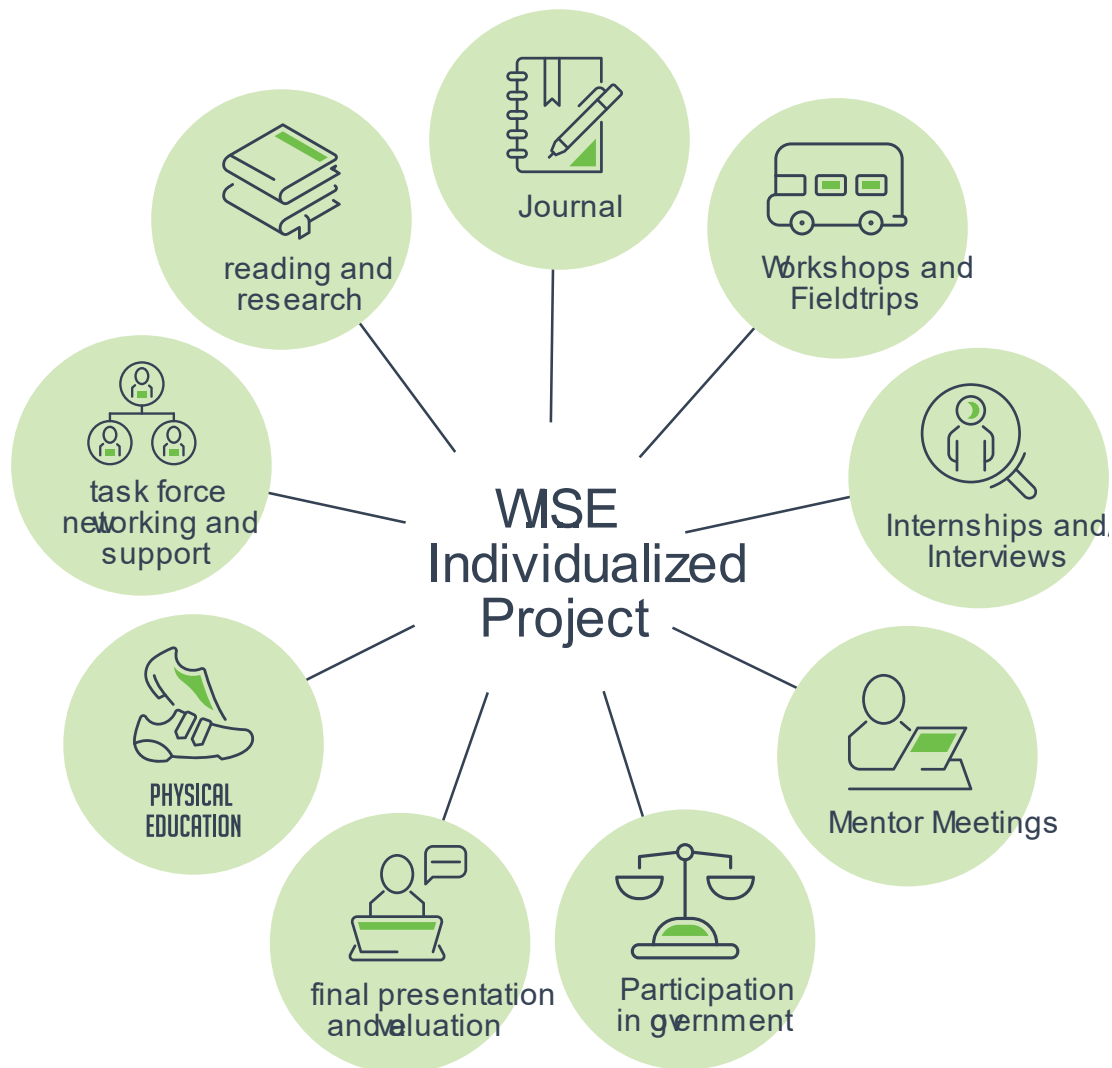 Journal
Workshops and
Fieldtrips
Internships and/
Interviews
Mentor Meetings
Participation
in government
final presentation
and evaluation
PHYSICAL
EDUCATION
task force
networking and
support
reading and
research
WISE
Individualized
Project